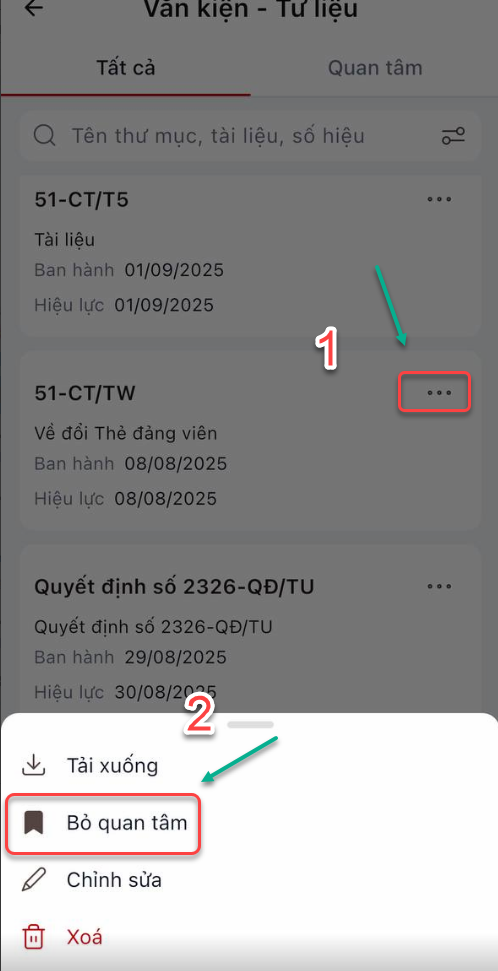 Văn kiện - Tư liệu
Tất cả
Quan tâm
Tên thư mục, tài liệu, số hiệu
51-CT/T5
Tài liệu
Ban hành 01/09/2025
Hiệu lực 01/09/2025
1
51-CT/TW
Về đổi Thẻ đảng viên
Ban hành 08/08/2025
Hiệu lực 08/08/2025
Quyết định số 2326-QĐ/TU
Quyết định số 2326-QĐ/TU
Ban hành 29/08/2025
Hiệu lực 30/08/2025
2
Tải xuống
Bỏ quan tâm
Chỉnh sửa
Xoá